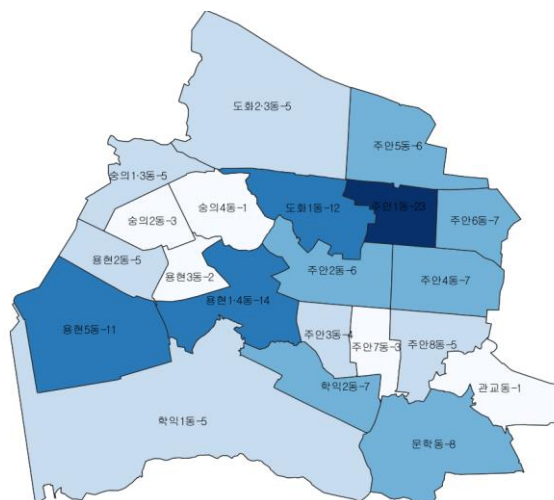 도화2·3동-5
주안5동-6
숭의1·3동-5
숭의4동-1
도화1동-12
주안1동-23
숭의2동-3
주안6동-7
용현2동-5
용현3동-2
주안2동-6
주안4동-7
용현1·4동-14
용현5동-11
주안3동-4
주안7동-3
주안8동-5
학익2동-7
관교동-1
학익1동-5
문학동-8